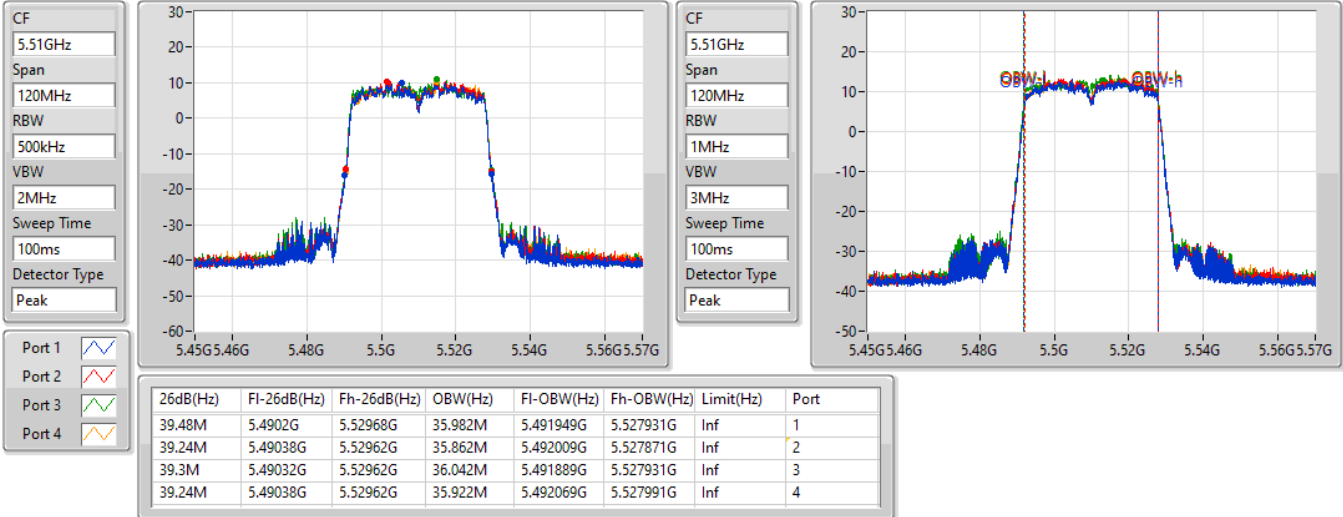 CF
5.51GHz
Span
120MHz
RBW
500kHz
VBW
2MHz
Sweep Time
100ms
Detector Type
Peak
30
20
10
0
-10
-20
-30
-40
-50
-60
5.45G 5.46G 5.48G 5.5G 5.52G 5.54G 5.56G 5.57G
CF
5.51GHz
Span
120MHz
RBW
1MHz
VBW
3MHz
Sweep Time
100ms
Detector Type
Peak
30
20
10
0
-10
-20
-30
-40
-50
OBW-l OBW-h
5.45G 5.46G 5.48G 5.5G 5.52G 5.54G 5.56G 5.57G
Port 1
Port 2
Port 3
Port 4
26dB(Hz) Fl-26dB(Hz) Fh-26dB(Hz) OBW(Hz) Fl-OBW(Hz) Fh-OBW(Hz) Limit(Hz) Port
39.48M 5.4902G 5.52968G 35.982M 5.491949G 5.527931G Inf 1
39.24M 5.49038G 5.52962G 35.862M 5.492009G 5.527871G Inf 2
39.3M 5.49032G 5.52962G 36.042M 5.491889G 5.527931G Inf 3
39.24M 5.49038G 5.52962G 35.922M 5.492069G 5.527991G Inf 4